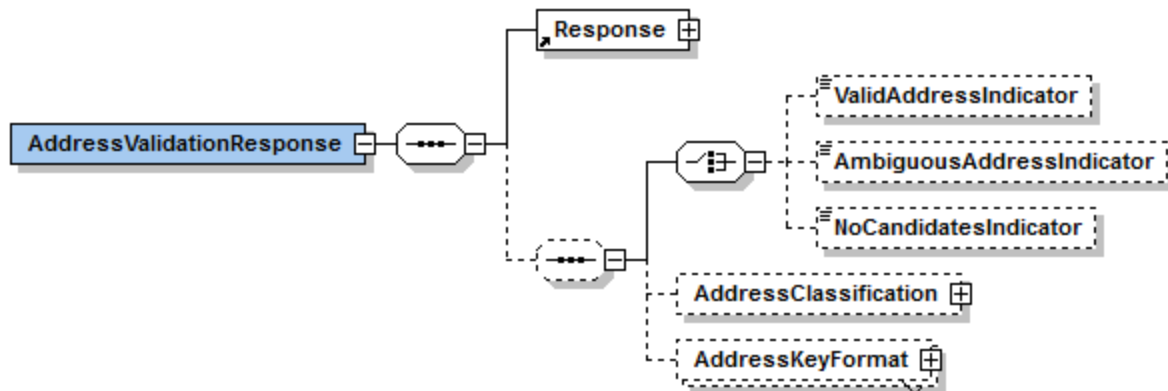 Response
ValidAddressIndicator
AddressValidationResponse
AmbiguousAddressIndicator
NoCandidatesIndicator
AddressClassification
AddressKeyFormat